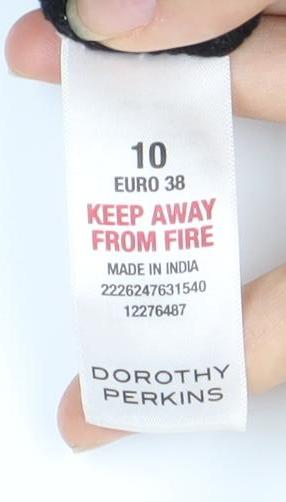 10
EURO 38
KEEP AWAY
FROM FIRE
MADE IN INDIA
2226247631540
12276487
DOROTHY
PERKINS